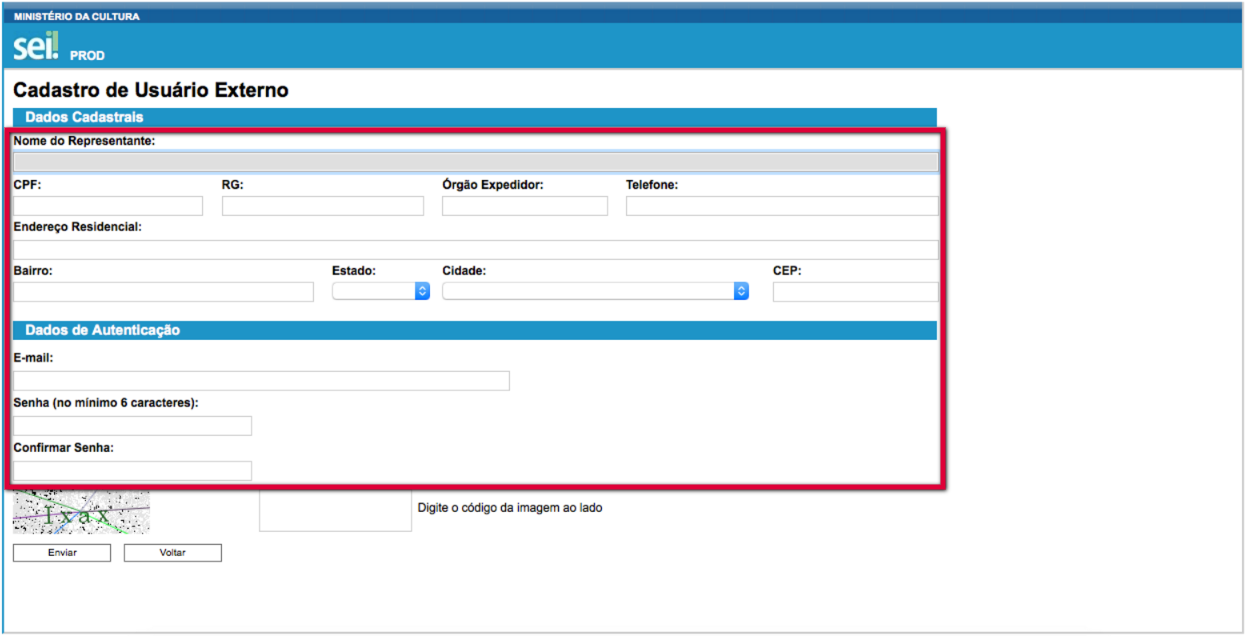 MINISTÉRIO DA CULTURA
sei! PROD
Cadastro de Usuário Externo
Dados Cadastrais
Nome do Representante:
CPF: RG: Órgão Expedidor: Telefone:
Endereço Residencial:
Bairro: Estado: Cidade: CEP:
Dados de Autenticação
E-mail:
Senha (no mínimo 6 caracteres):
Confirmar Senha:
Ixax Digite o código da imagem ao lado
Enviar Voltar